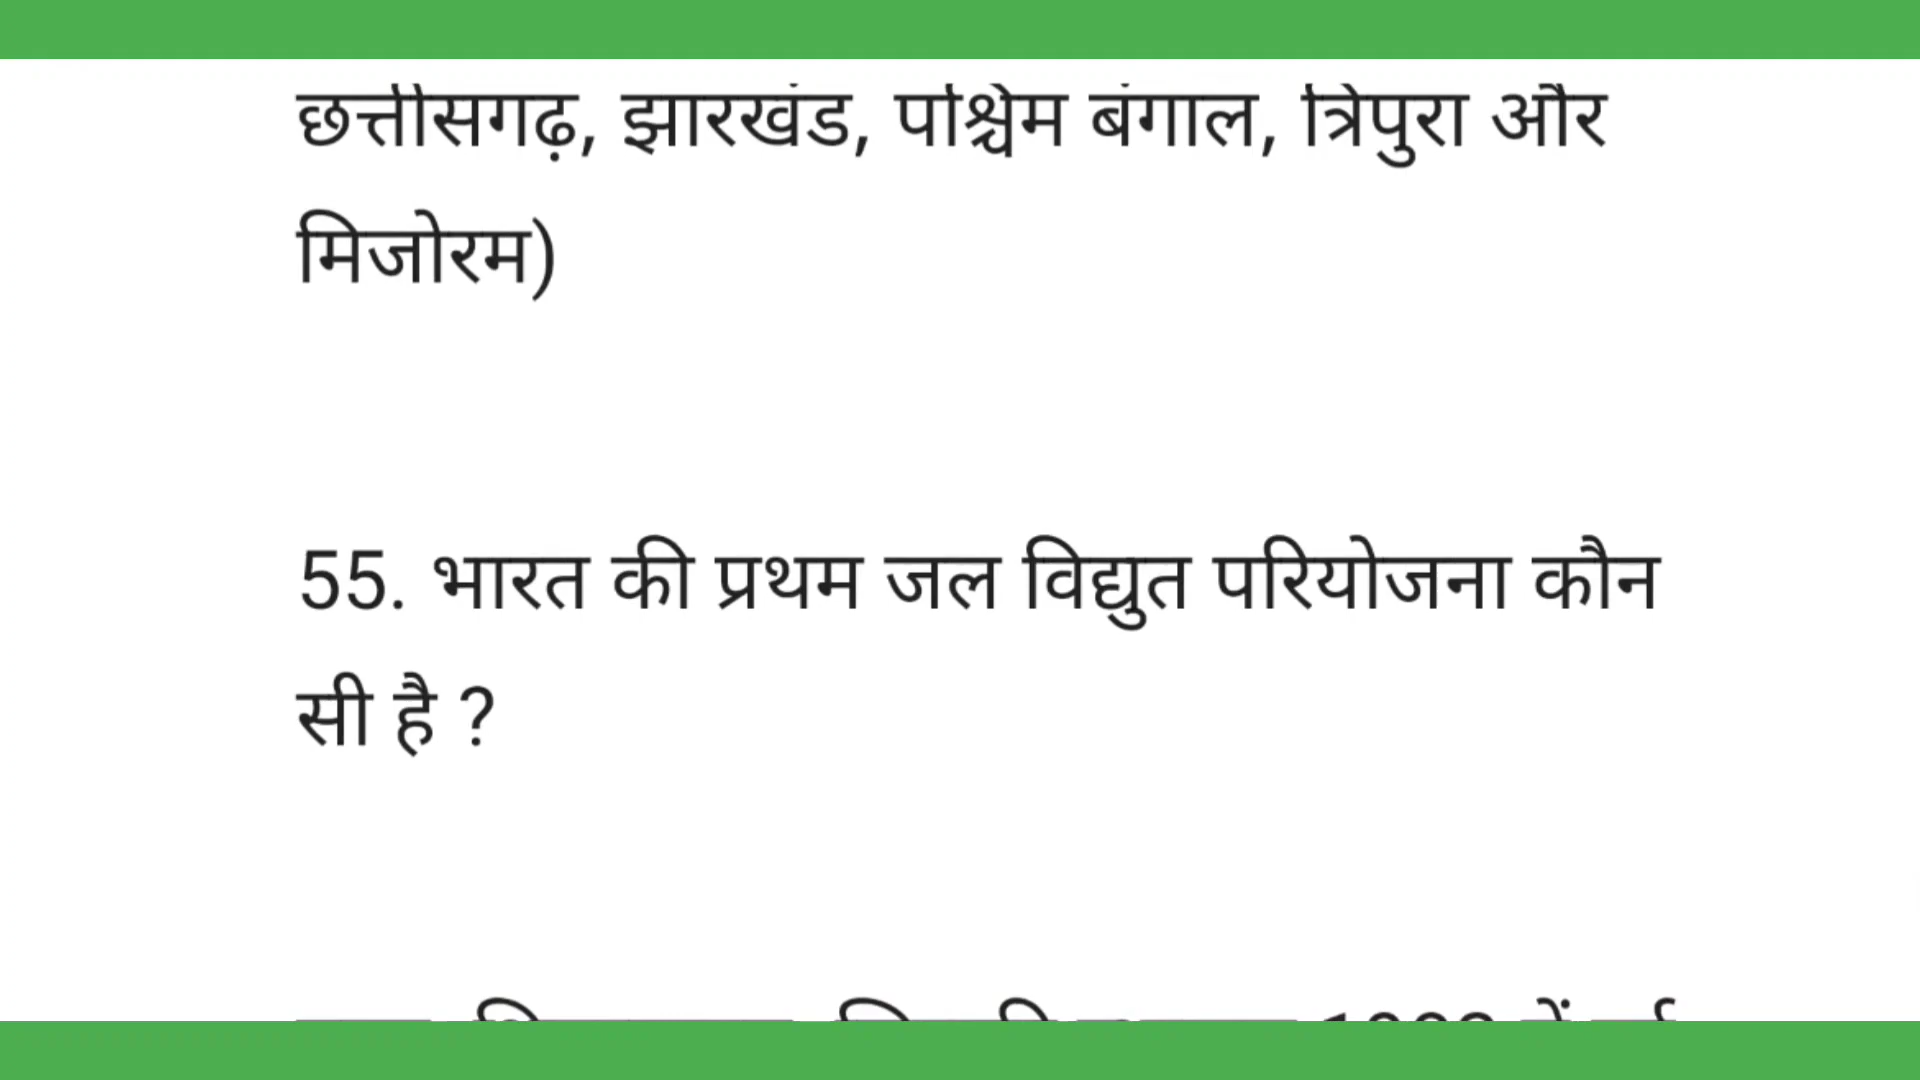 छत्तीसगढ़, झारखंड, पश्चिम बंगाल, त्रिपुरा और
मिजोरम)
55. भारत की प्रथम जल विद्युत परियोजना कौन
सी है ?